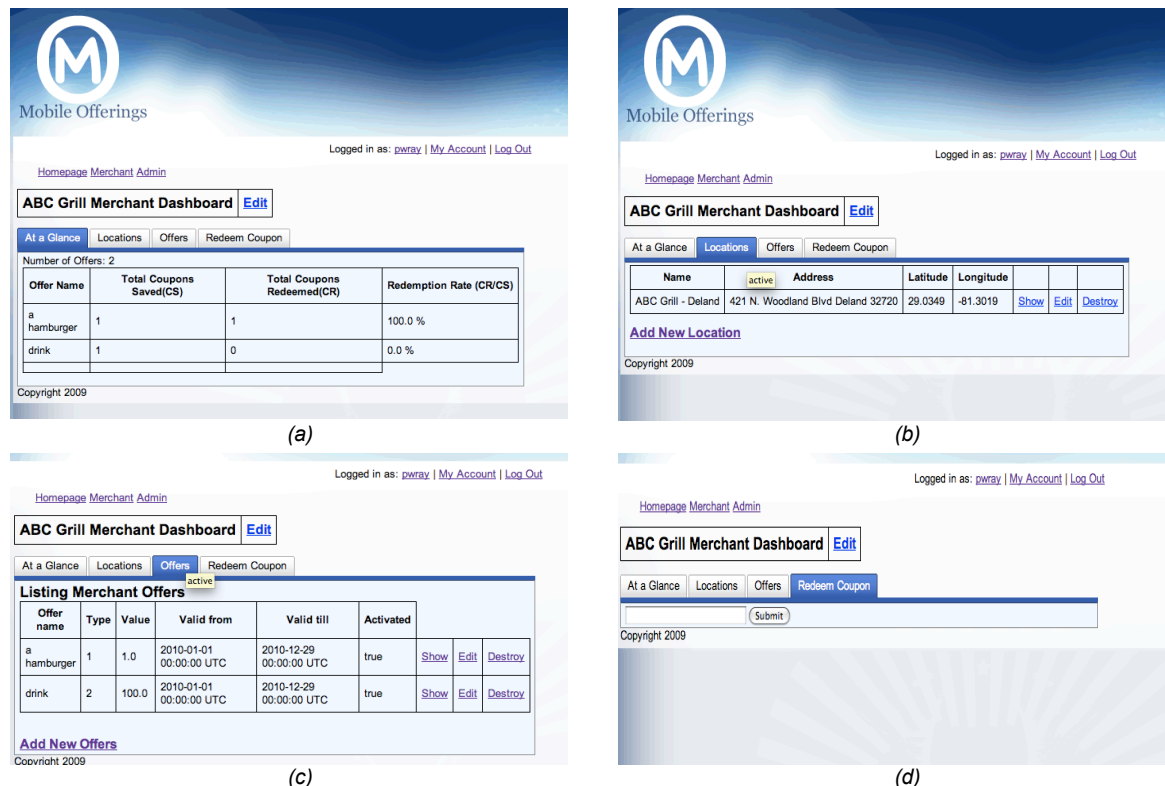 M
Mobile Offerings
Logged in as: pwray | My Account | Log Out
Homepage Merchant Admin
ABC Grill Merchant Dashboard Edit
At a Glance Locations Offers Redeem Coupon
Number of Offers: 2
Offer Name Total Coupons Saved(CS) Total Coupons Redeemed(CR) Redemption Rate (CR/CS)
a hamburger 1 1 100.0 %
drink 1 0 0.0 %
Copyright 2009
(a)
M
Mobile Offerings
Logged in as: pwray | My Account | Log Out
Homepage Merchant Admin
ABC Grill Merchant Dashboard Edit
At a Glance Locations Offers Redeem Coupon
active
Name Address Latitude Longitude
ABC Grill - Deland 421 N. Woodland Blvd Deland 32720 29.0349 -81.3019 Show Edit Destroy
Add New Location
Copyright 2009
(b)
Logged in as: pwray | My Account | Log Out
Homepage Merchant Admin
ABC Grill Merchant Dashboard Edit
At a Glance Locations Offers Redeem Coupon
active
Listing Merchant Offers
Offer name Type Value Valid from Valid till Activated
a hamburger 1 1.0 2010-01-01 00:00:00 UTC 2010-12-29 00:00:00 UTC true Show Edit Destroy
drink 2 100.0 2010-01-01 00:00:00 UTC 2010-12-29 00:00:00 UTC true Show Edit Destroy
Add New Offers
Copyright 2009
(c)
Logged in as: pwray | My Account | Log Out
Homepage Merchant Admin
ABC Grill Merchant Dashboard Edit
At a Glance Locations Offers Redeem Coupon
Submit
Copyright 2009
(d)